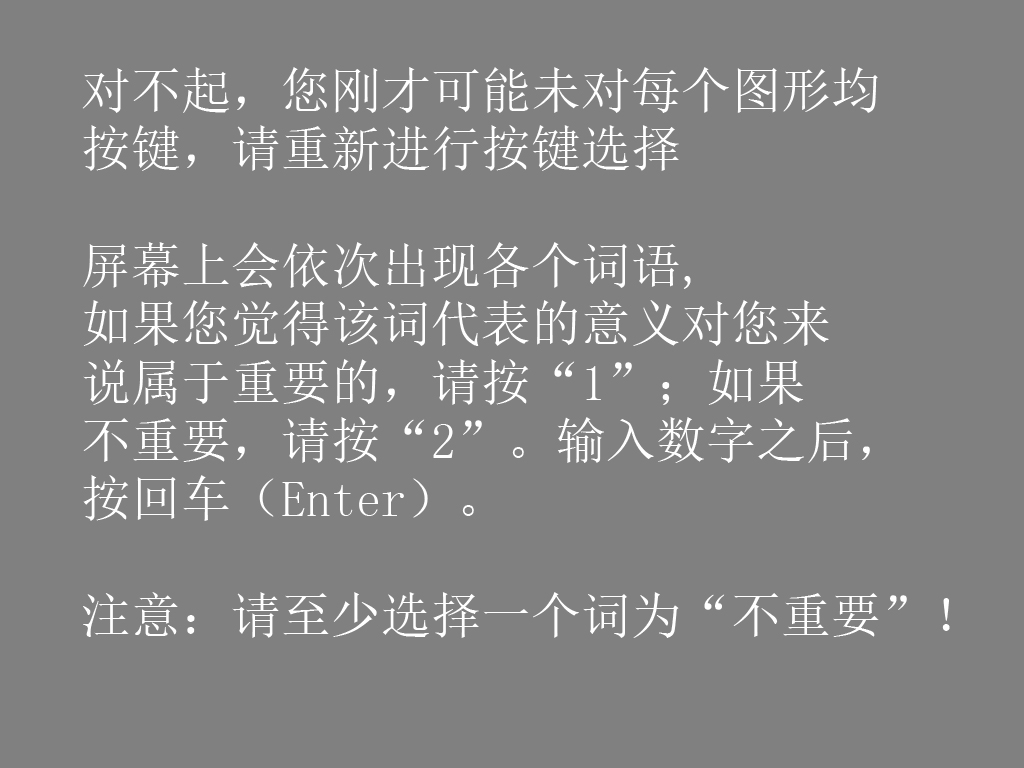 对不起，您刚才可能未对每个图形均
按键，请重新进行按键选择
屏幕上会依次出现各个词语,
如果您觉得该词代表的意义对您来
说属于重要的，请按“1”；如果
不重要，请按“2”。输入数字之后，
按回车（Enter）。
注意：请至少选择一个词为“不重要”！